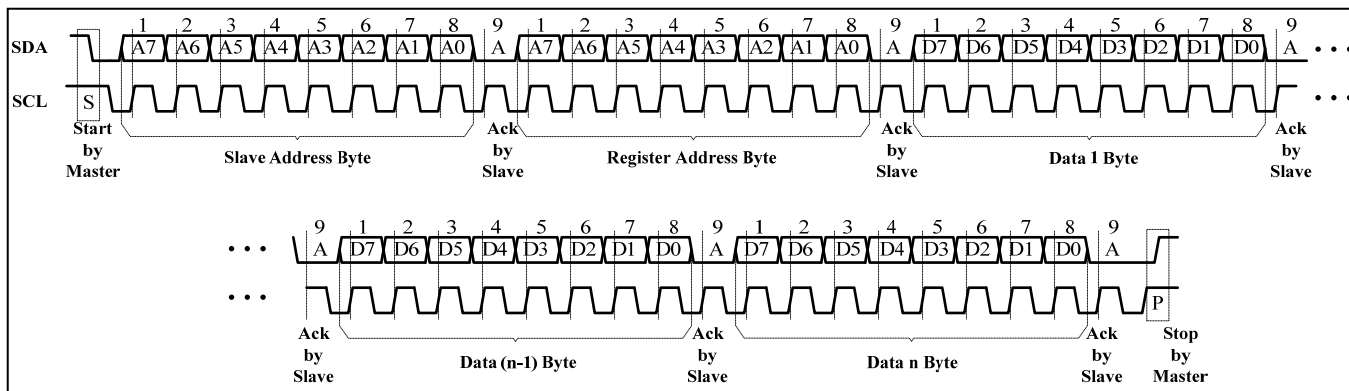 1 2 3 4 5 6 7 8 9 1 2 3 4 5 6 7 8 9 1 2 3 4 5 6 7 8 9
SDA A7 A6 A5 A4 A3 A2 A1 A0 A A7 A6 A5 A4 A3 A2 A1 A0 A D7 D6 D5 D4 D3 D2 D1 D0 A • • •
SCL S • • •
Start by Master
Slave Address Byte
Ack by Slave
Register Address Byte
Ack by Slave
Data 1 Byte
Ack by Slave
9 1 2 3 4 5 6 7 8 9 1 2 3 4 5 6 7 8 9
• • • A D7 D6 D5 D4 D3 D2 D1 D0 A D7 D6 D5 D4 D3 D2 D1 D0 A
• • • P
Ack by Slave
Data (n-1) Byte
Ack by Slave
Data n Byte
Ack by Slave
Stop by Master